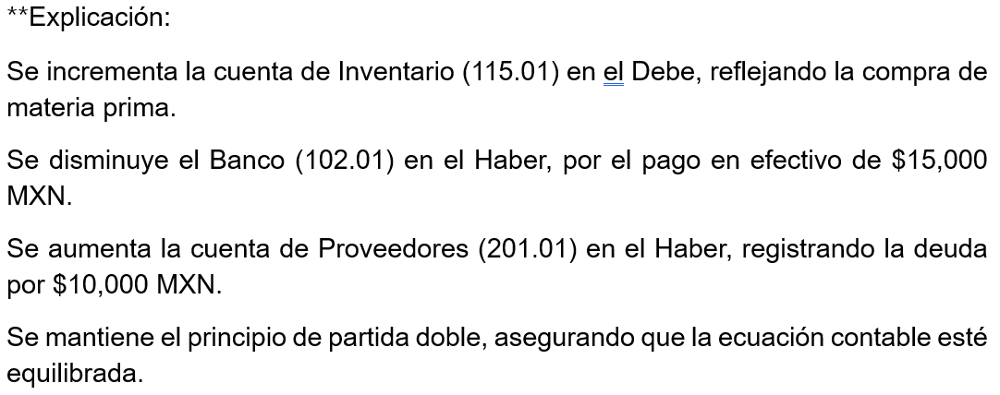 **Explicación:
Se incrementa la cuenta de Inventario (115.01) en el Debe, reflejando la compra de
materia prima.
Se disminuye el Banco (102.01) en el Haber, por el pago en efectivo de $15,000
MXN.
Se aumenta la cuenta de Proveedores (201.01) en el Haber, registrando la deuda
por $10,000 MXN.
Se mantiene el principio de partida doble, asegurando que la ecuación contable esté
equilibrada.